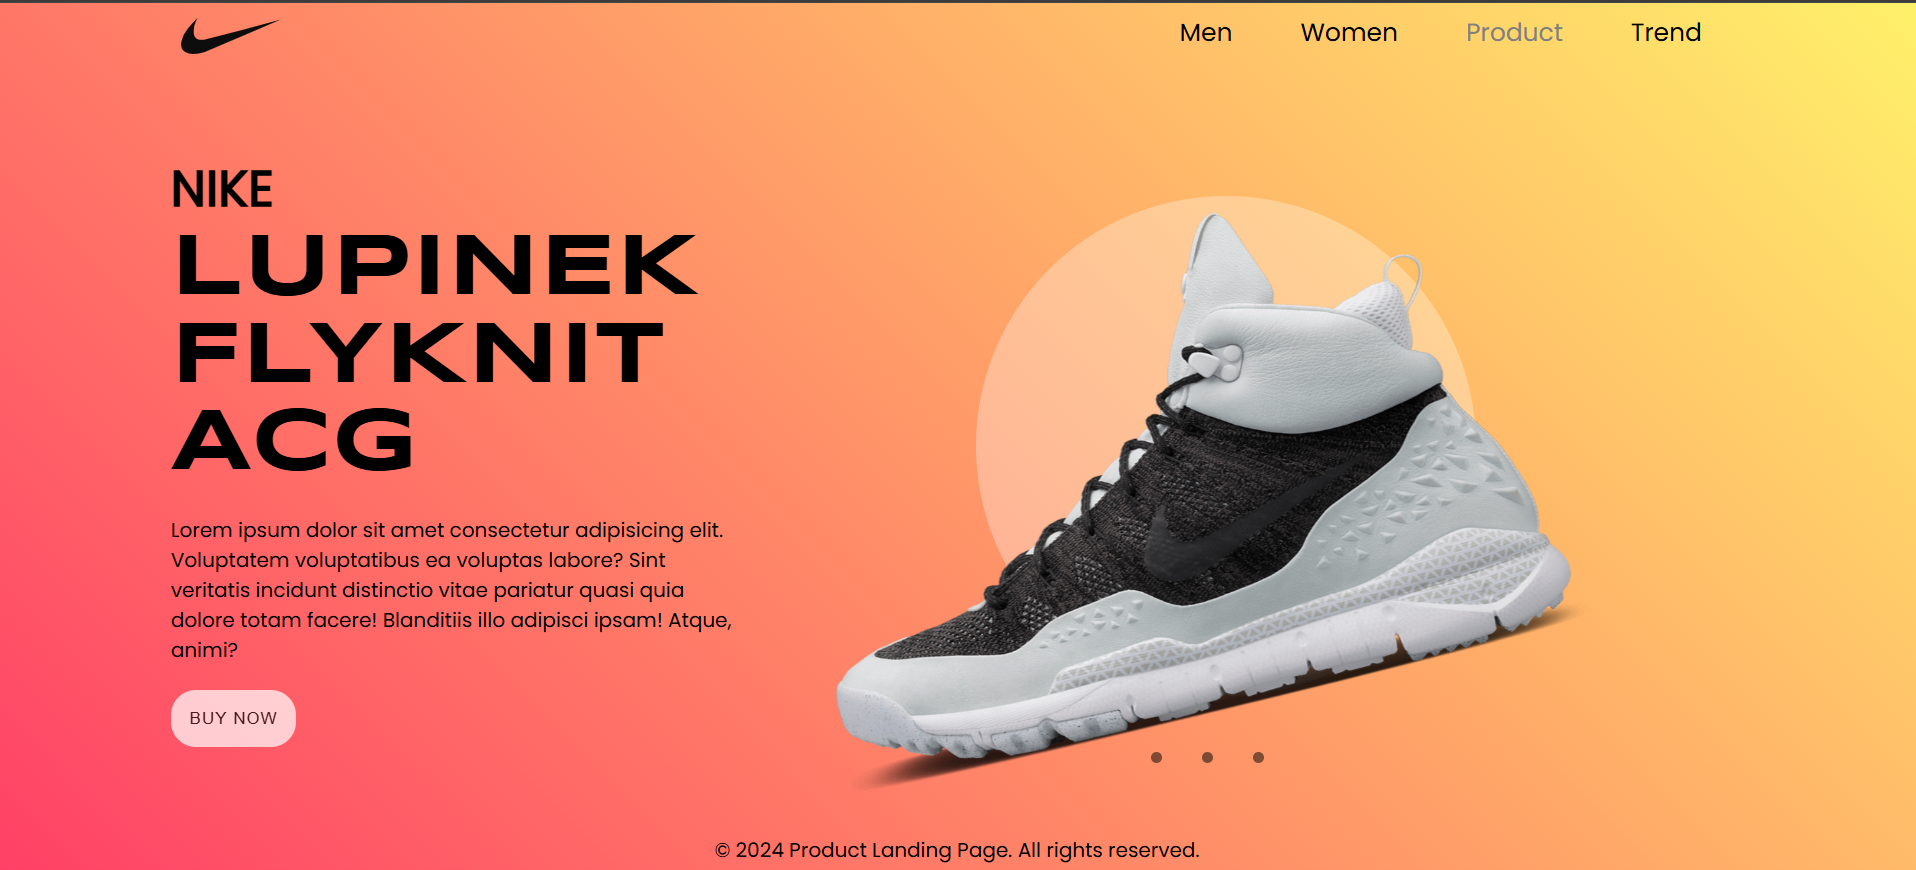 Men Women Product Trend
NIKE
LUPINEK
FLYKNIT
ACG
Lorem ipsum dolor sit amet consectetur adipisicing elit.
Voluptatem voluptatibus ea voluptas labore? Sint
veritatis incidunt distinctio vitae pariatur quasi quia
dolore totam facere! Blanditiis illo adipisci ipsam! Atque,
animi?
BUY NOW
© 2024 Product Landing Page. All rights reserved.